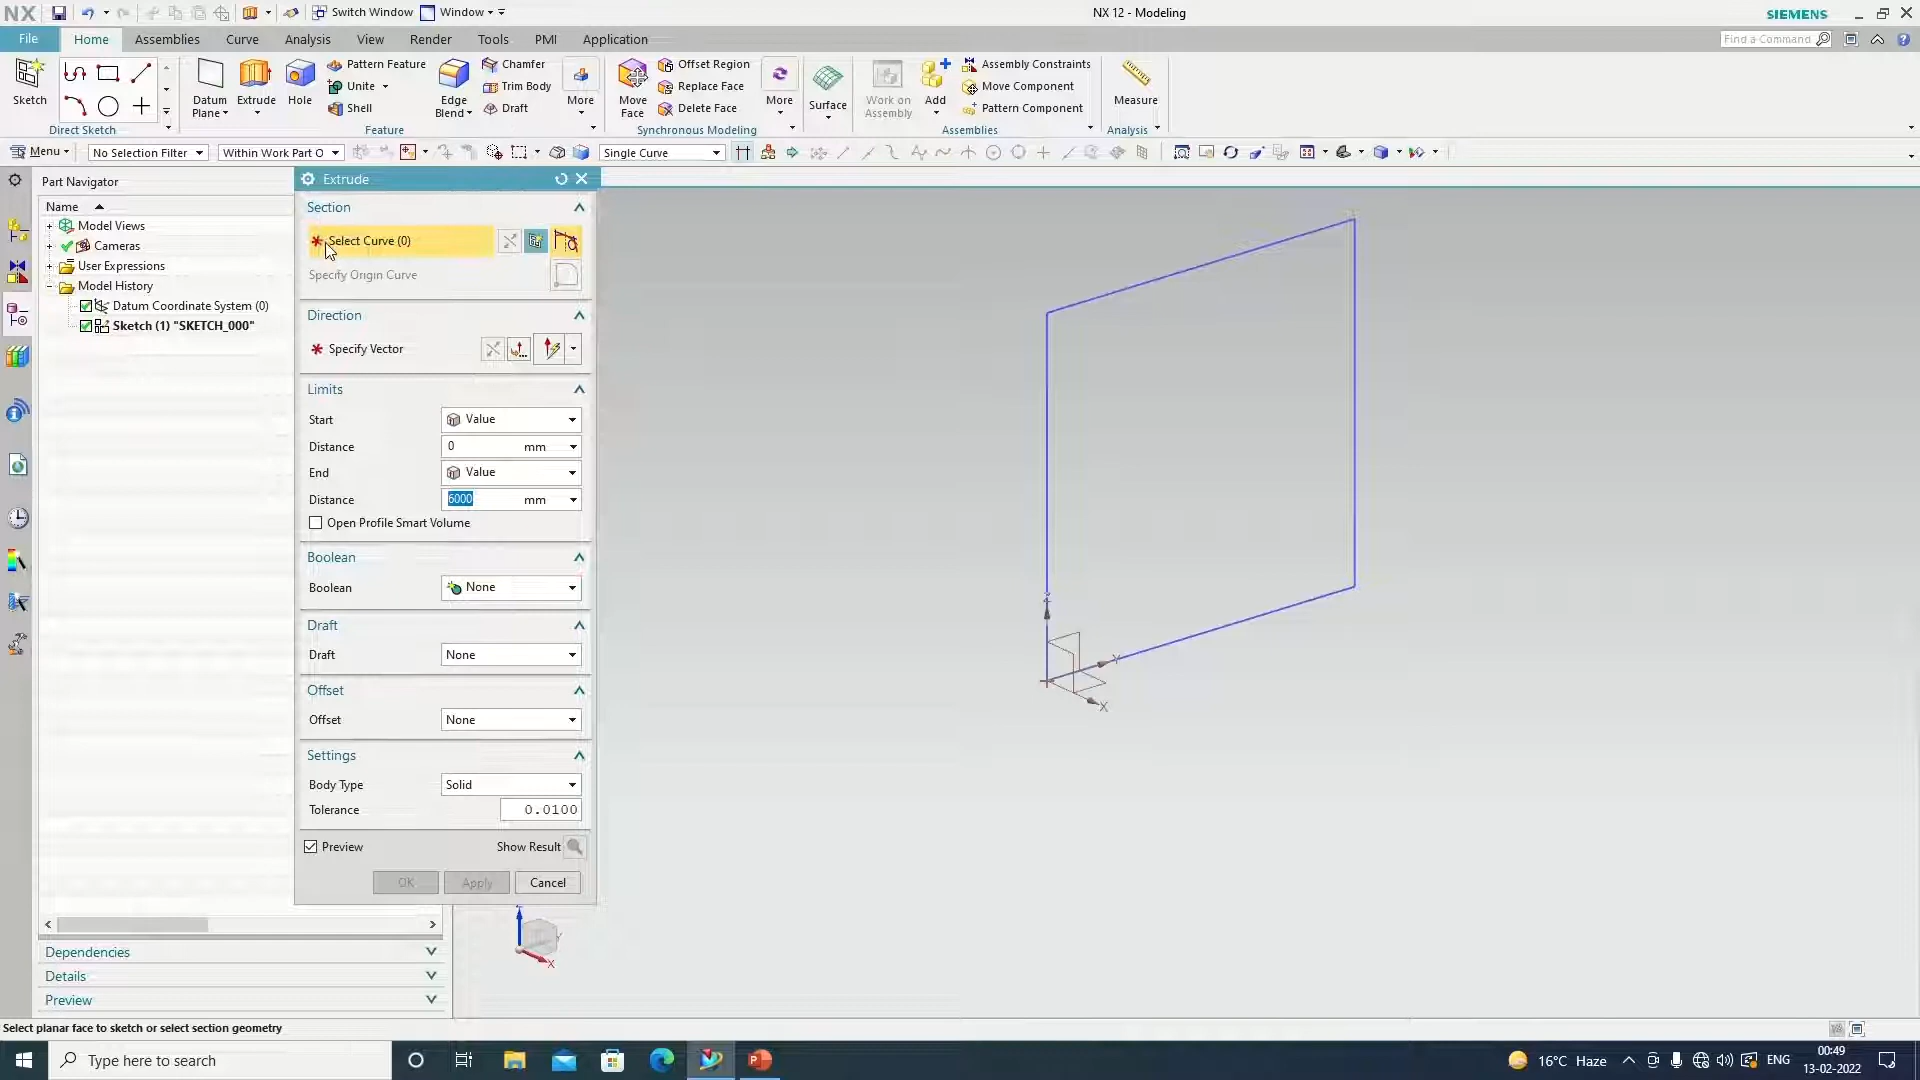 NX Switch Window Window NX 12 - Modeling SIEMENS
File Home Assemblies Curve Analysis View Render Tools PMI Application Find a Command
Pattern Feature Chamfer Offset Region Assembly Constraints
Unite Trim Body Replace Face Move Component
Shell Draft Delete Face Pattern Component
Sketch Datum Plane Extrude Hole Edge Blend More Move Face More Surface Work on Assembly Add Measure
Direct Sketch Feature Synchronous Modeling Assemblies Analysis
Menu No Selection Filter Within Work Part O Single Curve
Part Navigator
Name
Model Views
Cameras
User Expressions
Model History
Datum Coordinate System (0)
Sketch (1) "SKETCH_000"
Extrude
Section
Select Curve (0)
Specify Origin Curve
Direction
Specify Vector
Limits
Start Value
Distance 0 mm
End Value
Distance 6000 mm
Open Profile Smart Volume
Boolean
Boolean None
Draft
Draft None
Offset
Offset None
Settings
Body Type Solid
Tolerance 0.0100
Preview Show Result
OK Apply Cancel
Y
X
X
Dependencies
Details
Preview
Select planar face to sketch or select section geometry
Type here to search 16°C Haze ENG 00:49
13-02-2022